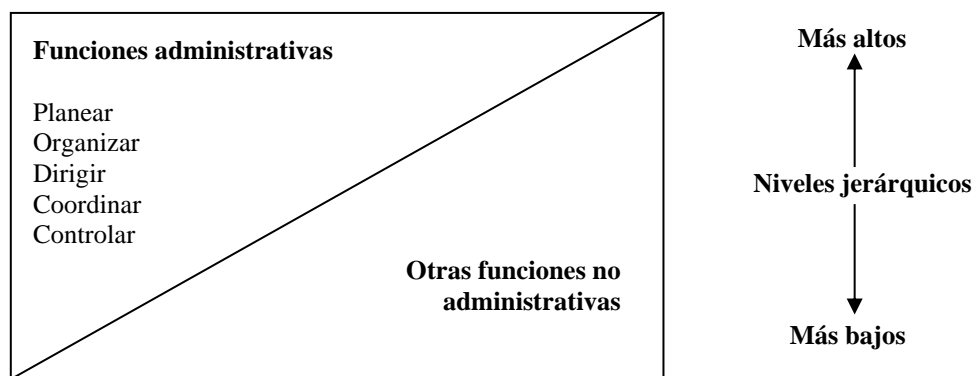 Funciones administrativas
Planear
Organizar
Dirigir
Coordinar
Controlar
Otras funciones no
administrativas
Más altos
Niveles jerárquicos
Más bajos